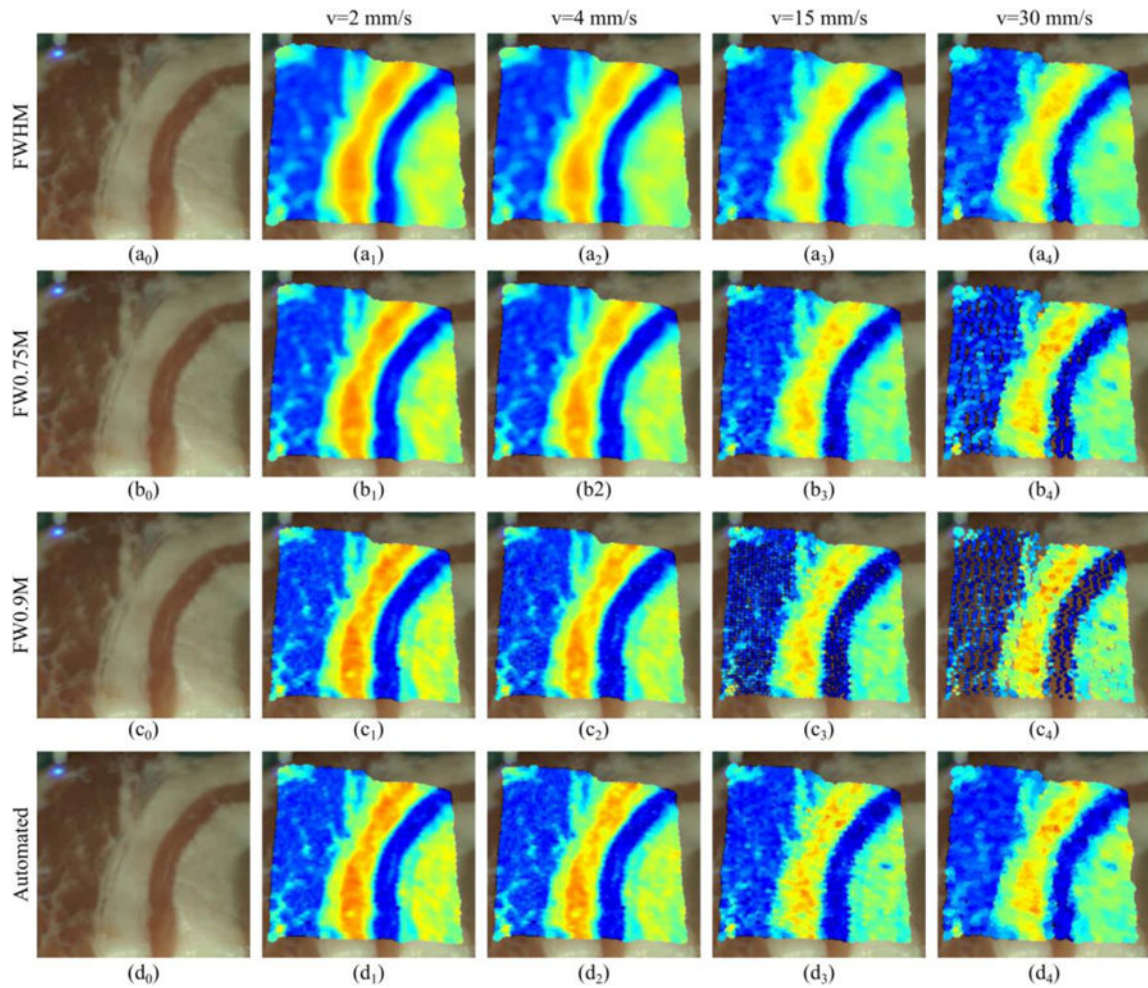 v=2 mm/s v=4 mm/s v=15 mm/s v=30 mm/s
FWHM
(a₀) (a₁) (a₂) (a₃) (a₄)
FW0.75M
(b₀) (b₁) (b2) (b₃) (b₄)
FW0.9M
(c₀) (c₁) (c₂) (c₃) (c₄)
Automated
(d₀) (d₁) (d₂) (d₃) (d₄)